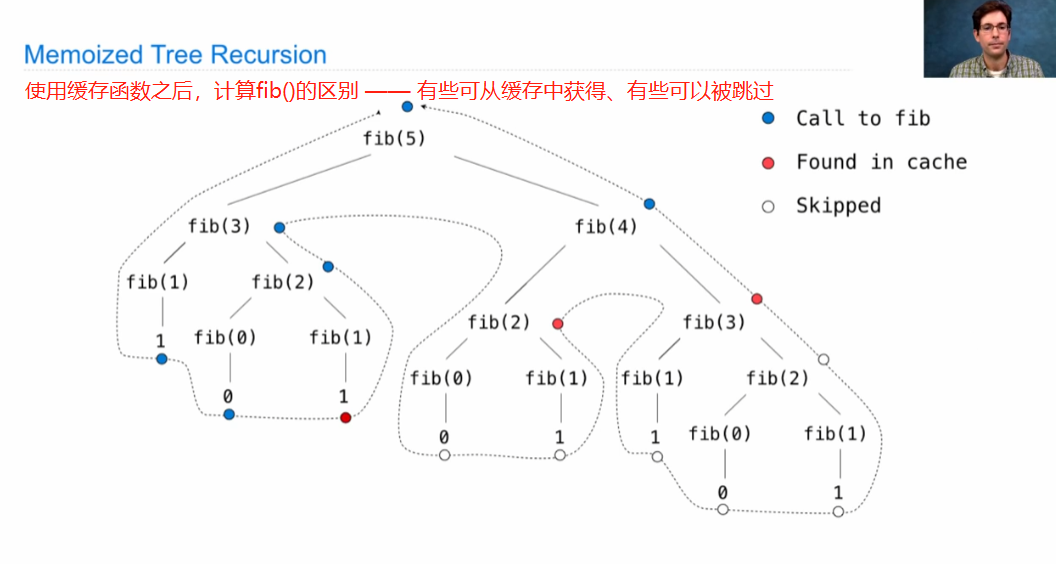 Memoized Tree Recursion
使用缓存函数之后，计算fib()的区别 —— 有些可从缓存中获得、有些可以被跳过
Call to fib
Found in cache
Skipped
fib(5)
fib(3)
fib(4)
fib(1)
fib(2)
fib(2)
fib(3)
1
fib(0)
fib(1)
fib(0)
fib(1)
fib(1)
fib(2)
0
1
0
1
1
fib(0)
fib(1)
0
1